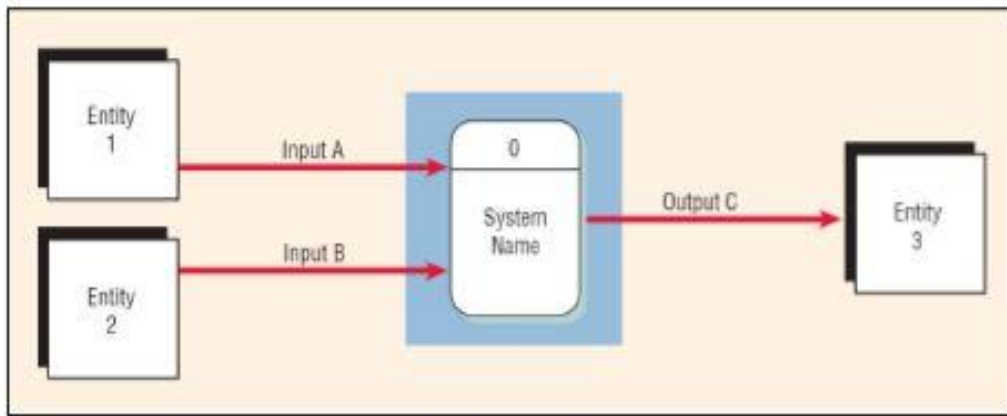 Entity
1
Input A
0
System
Name
Output C
Entity
3
Input B
Entity
2